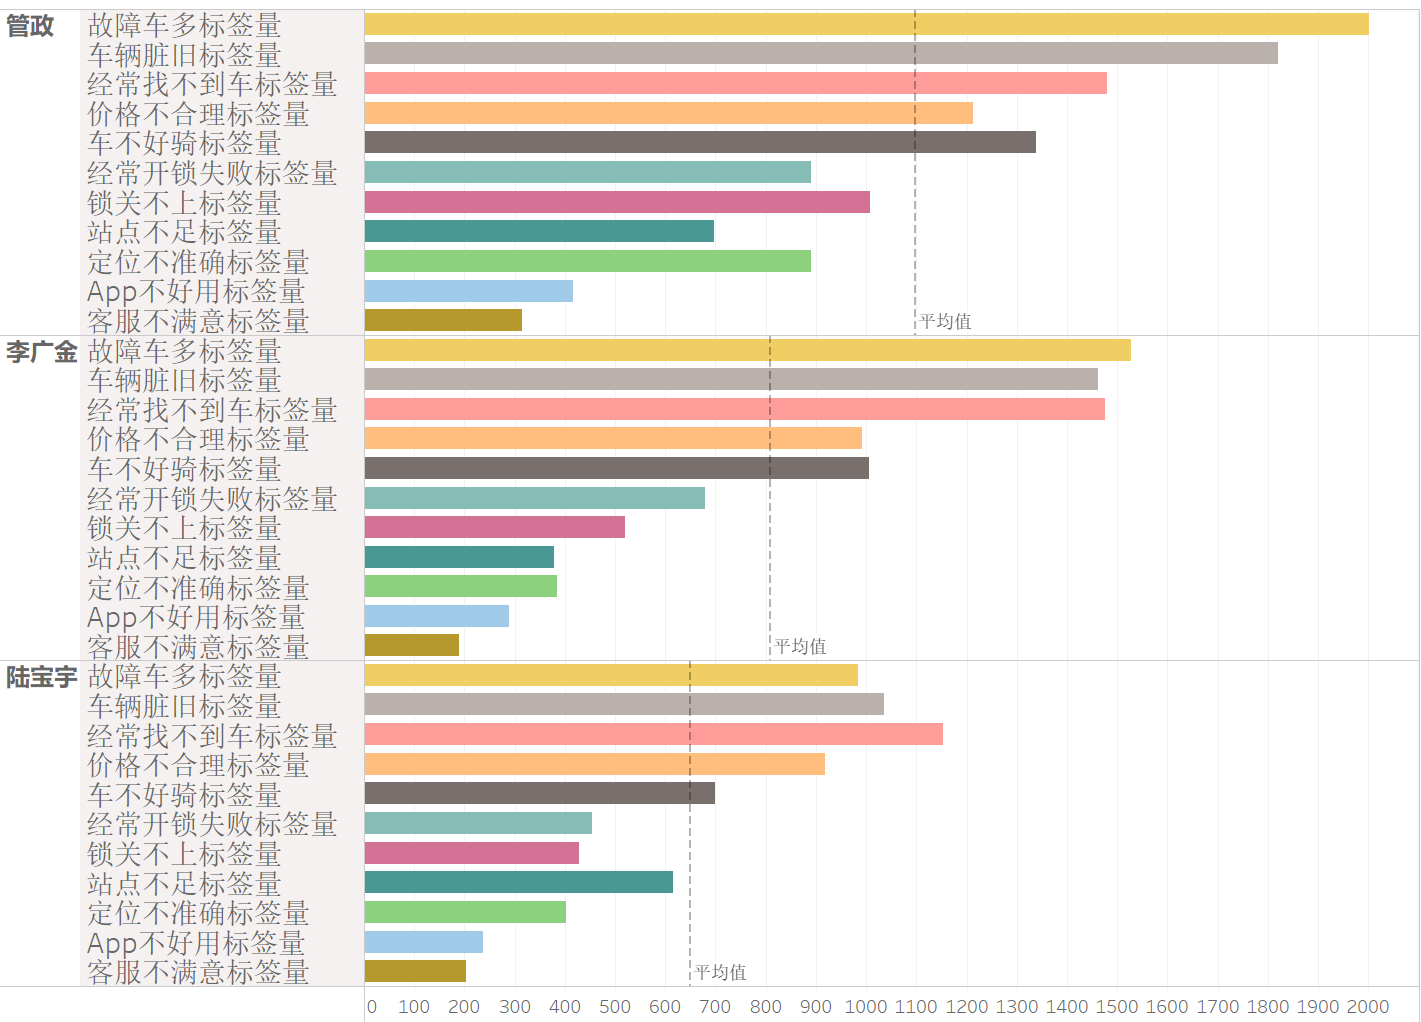 管政
故障车多标签量
车辆脏旧标签量
经常找不到车标签量
价格不合理标签量
车不好骑标签量
经常开锁失败标签量
锁关不上标签量
站点不足标签量
定位不准确标签量
App不好用标签量
客服不满意标签量
平均值
李广金
故障车多标签量
车辆脏旧标签量
经常找不到车标签量
价格不合理标签量
车不好骑标签量
经常开锁失败标签量
锁关不上标签量
站点不足标签量
定位不准确标签量
App不好用标签量
客服不满意标签量
平均值
陆宝宇
故障车多标签量
车辆脏旧标签量
经常找不到车标签量
价格不合理标签量
车不好骑标签量
经常开锁失败标签量
锁关不上标签量
站点不足标签量
定位不准确标签量
App不好用标签量
客服不满意标签量
平均值
0 100 200 300 400 500 600 700 800 900 1000 1100 1200 1300 1400 1500 1600 1700 1800 1900 2000